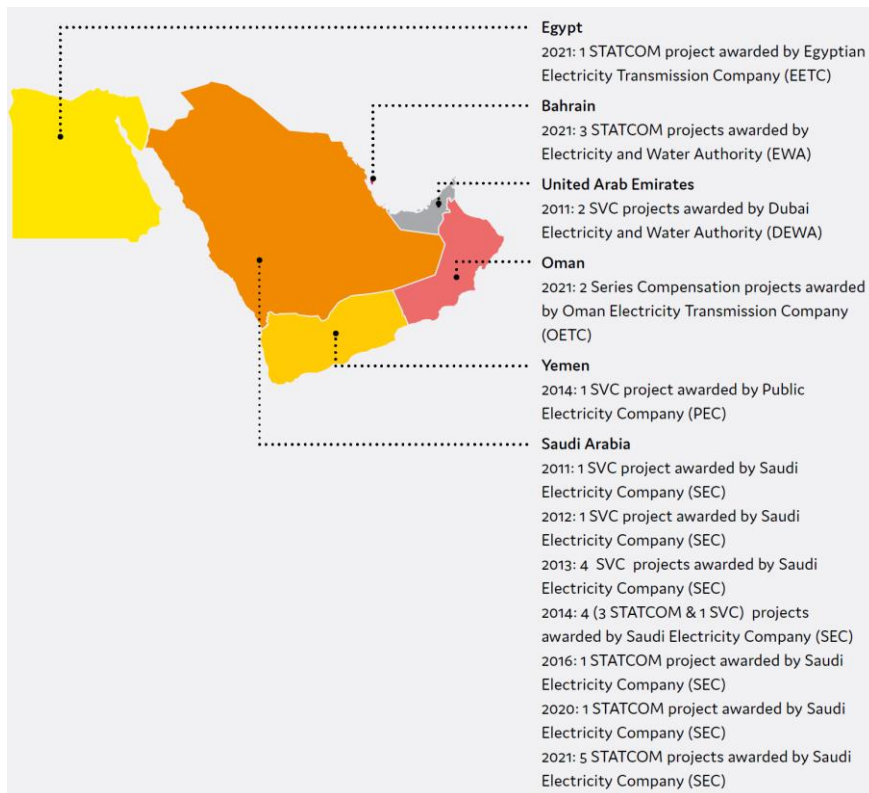 Egypt
2021: 1 STATCOM project awarded by Egyptian
Electricity Transmission Company (EETC)
Bahrain
2021: 3 STATCOM projects awarded by
Electricity and Water Authority (EWA)
United Arab Emirates
2011: 2 SVC projects awarded by Dubai
Electricity and Water Authority (DEWA)
Oman
2021: 2 Series Compensation projects awarded
by Oman Electricity Transmission Company
(OETC)
Yemen
2014: 1 SVC project awarded by Public
Electricity Company (PEC)
Saudi Arabia
2011: 1 SVC project awarded by Saudi
Electricity Company (SEC)
2012: 1 SVC project awarded by Saudi
Electricity Company (SEC)
2013: 4 SVC projects awarded by Saudi
Electricity Company (SEC)
2014: 4 (3 STATCOM & 1 SVC) projects
awarded by Saudi Electricity Company (SEC)
2016: 1 STATCOM project awarded by Saudi
Electricity Company (SEC)
2020: 1 STATCOM project awarded by Saudi
Electricity Company (SEC)
2021: 5 STATCOM projects awarded by Saudi
Electricity Company (SEC)